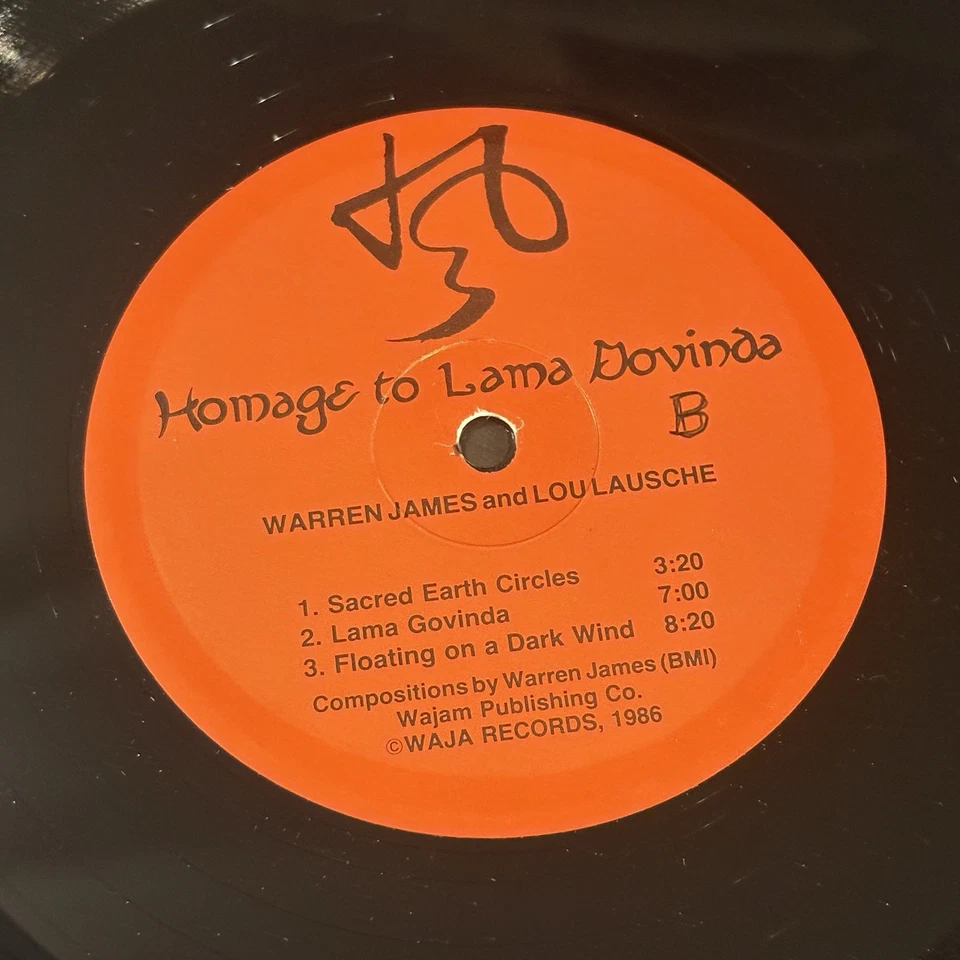 Homage to Lama Govinda
B
WARREN JAMES and LOU LAUSCHE
1. Sacred Earth Circles 3:20
2. Lama Govinda 7:00
3. Floating on a Dark Wind 8:20
Compositions by Warren James (BMI)
Wajam Publishing Co.
©WAJA RECORDS, 1986